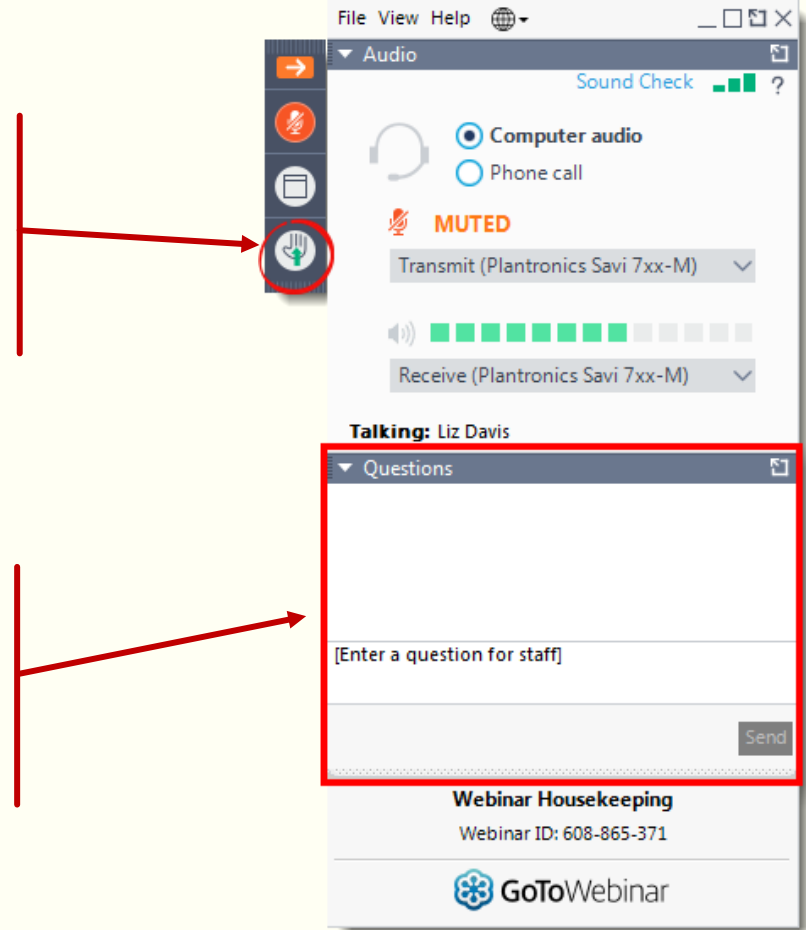 File View Help
Audio
Sound Check ?
Computer audio
Phone call
MUTED
Transmit (Plantronics Savi 7xx-M)
Receive (Plantronics Savi 7xx-M)
Talking: Liz Davis
Questions
[Enter a question for staff]
Send
Webinar Housekeeping
Webinar ID: 608-865-371
GoToWebinar